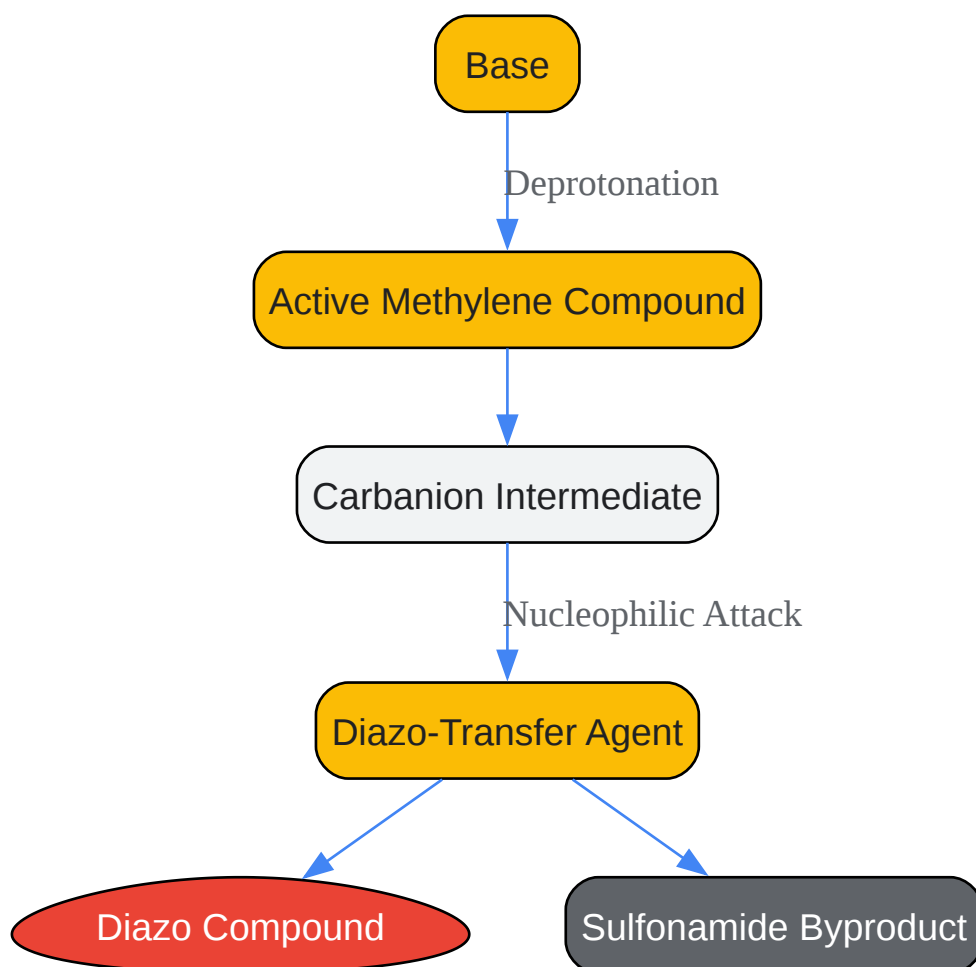 Base
Deprotonation
Active Methylene Compound
Carbanion Intermediate
Nucleophilic Attack
Diazo-Transfer Agent
Diazo Compound
Sulfonamide Byproduct